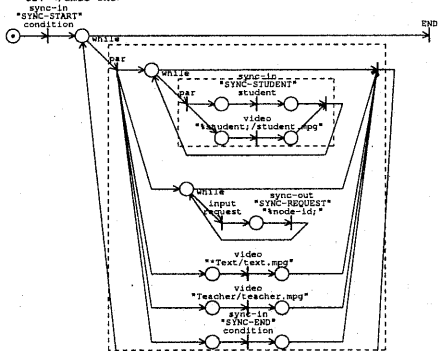 sync-in
"SYNC-START"
condition
END
while
par
while
sync-in
"SYNC-STUDENT"
par
student
video
"%student;/student.mpg"
while
input
request
sync-out
"SYNC-REQUEST"
"%node-id;"
video
"*Text/text.mpg"
video
"Teacher/teacher.mpg"
sync-in
"SYNC-END"
condition